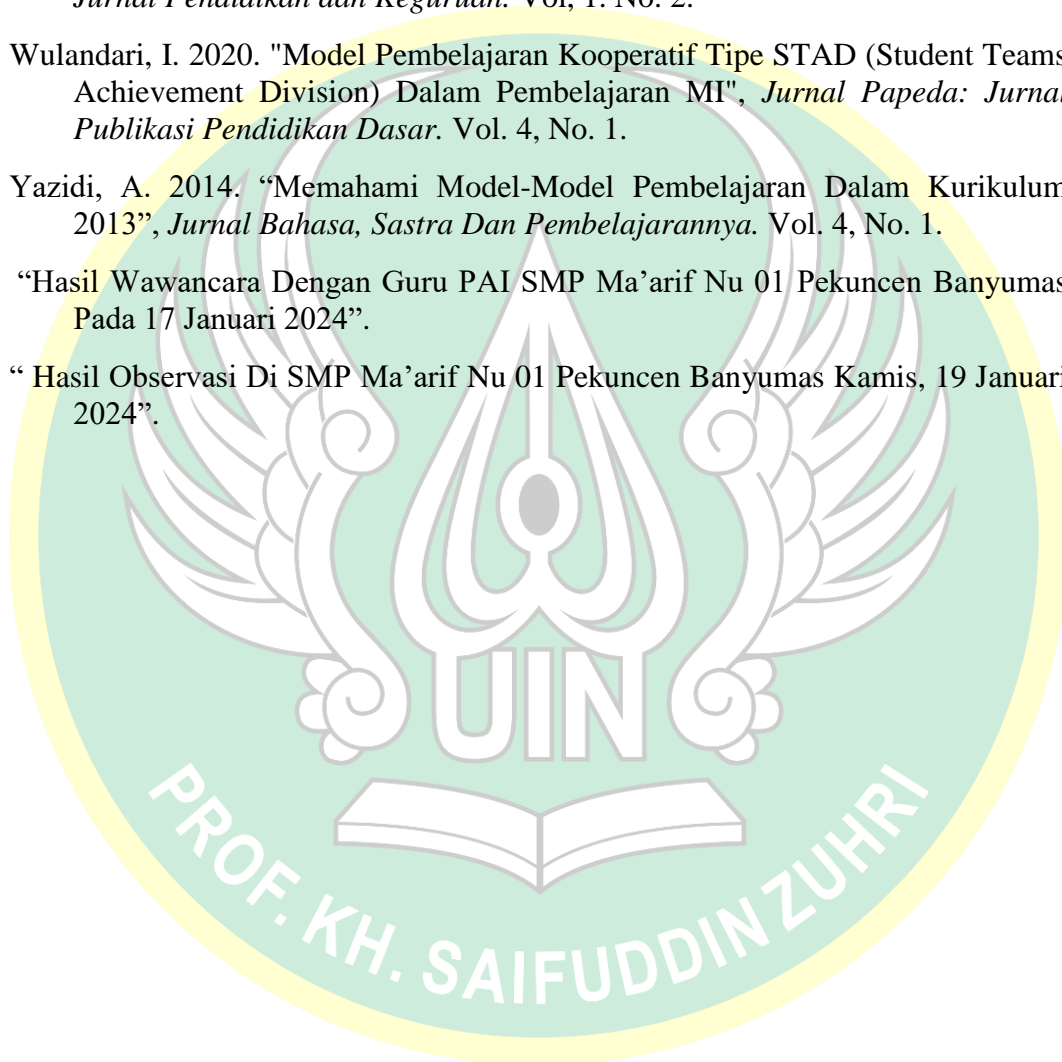 Jurnal Pendidikan dan Keguruan. Vol, 1. No. 2.
Wulandari, I. 2020. "Model Pembelajaran Kooperatif Tipe STAD (Student Teams
Achievement Division) Dalam Pembelajaran MI", Jurnal Papeda: Jurnal
Publikasi Pendidikan Dasar. Vol. 4, No. 1.
Yazidi, A. 2014. “Memahami Model-Model Pembelajaran Dalam Kurikulum
2013”, Jurnal Bahasa, Sastra Dan Pembelajarannya. Vol. 4, No. 1.
“Hasil Wawancara Dengan Guru PAI SMP Ma’arif Nu 01 Pekuncen Banyumas
Pada 17 Januari 2024”.
“ Hasil Observasi Di SMP Ma’arif Nu 01 Pekuncen Banyumas Kamis, 19 Januari
2024”.
UIN
PROF. KH. SAIFUDDIN ZUHRI